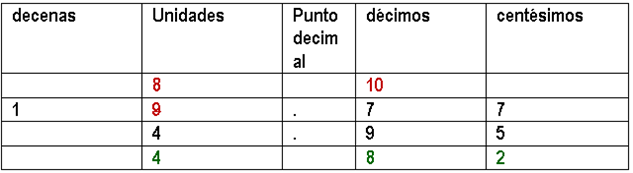 decenas Unidades Punto decimal décimos centésimos
8 10
1 9 . 7 7
4 . 9 5
4 8 2